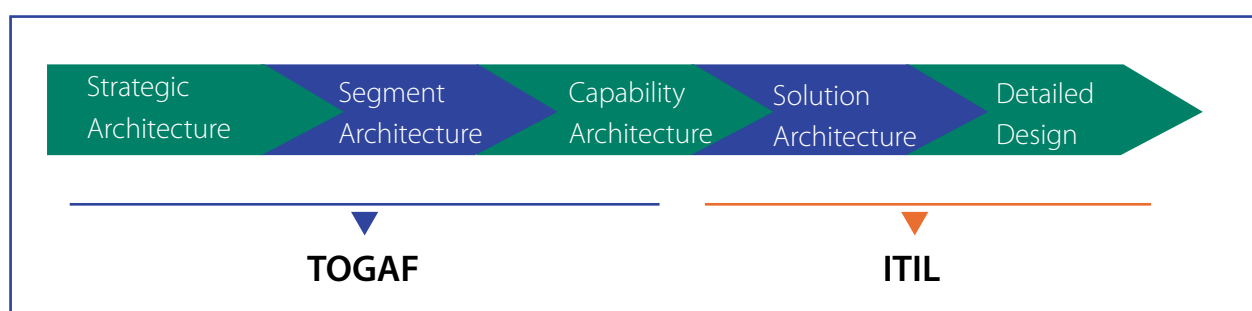 Strategic
Architecture
Segment
Architecture
Capability
Architecture
Solution
Architecture
Detailed
Design
TOGAF
ITIL